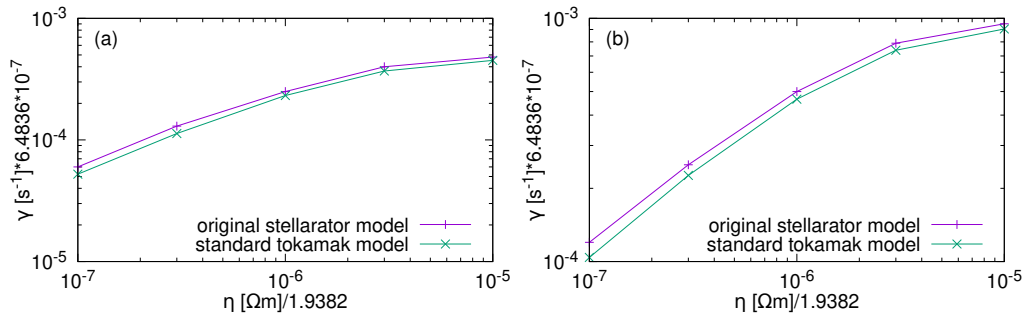 (a)
10^-3
10^-4
10^-5
γ [s^-1]*6.4836*10^-7
original stellarator model
standard tokamak model
10^-7 10^-6 10^-5
η [Ωm]/1.9382
(b)
10^-3
10^-4
γ [s^-1]*6.4836*10^-7
original stellarator model
standard tokamak model
10^-7 10^-6 10^-5
η [Ωm]/1.9382